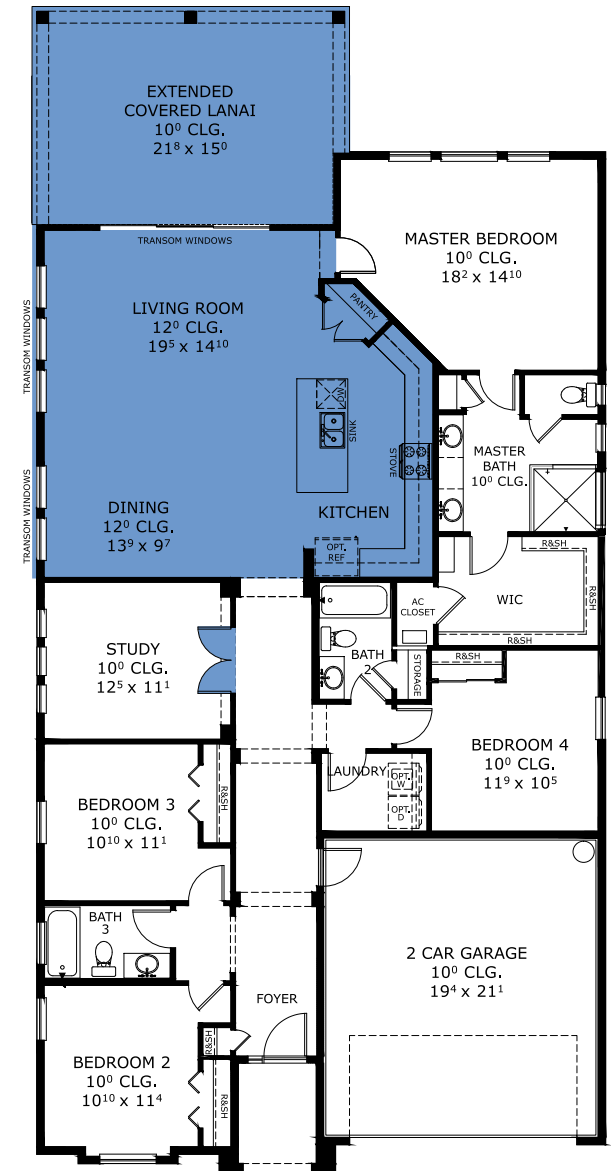 EXTENDED
COVERED LANAI
10⁰ CLG.
21⁸ x 15⁰
TRANSOM WINDOWS
MASTER BEDROOM
10⁰ CLG.
18² x 14¹⁰
TRANSOM WINDOWS
LIVING ROOM
12⁰ CLG.
19⁵ x 14¹⁰
PANTRY
MO
SINK
STOVE
MASTER
BATH
10⁰ CLG.
TRANSOM WINDOWS
DINING
12⁰ CLG.
13⁹ x 9⁷
KITCHEN
OPT.
REF
R&SH
R&SH
R&SH
WIC
AC
CLOSET
STUDY
10⁰ CLG.
12⁵ x 11¹
BATH
2
STORAGE
R&SH
BEDROOM 4
10⁰ CLG.
11⁹ x 10⁵
LAUNDRY
OPT.
W
OPT.
D
BEDROOM 3
10⁰ CLG.
10¹⁰ x 11¹
R&SH
BATH
3
2 CAR GARAGE
10⁰ CLG.
19⁴ x 21¹
FOYER
R&SH
BEDROOM 2
10⁰ CLG.
10¹⁰ x 11⁴
R&SH